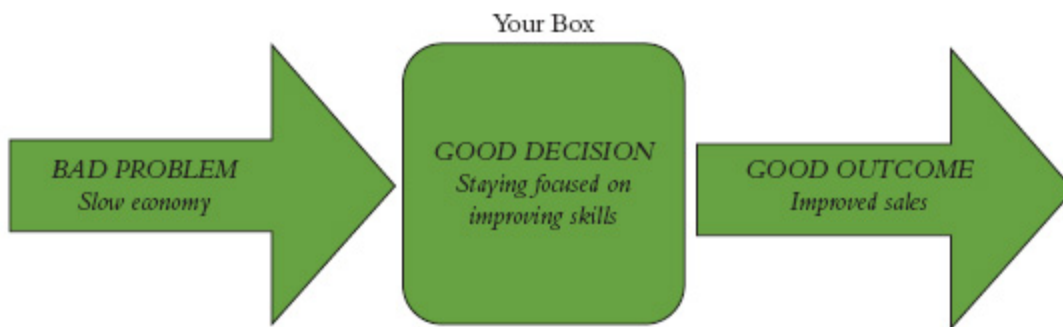 Your Box
BAD PROBLEM
Slow economy
GOOD DECISION
Staying focused on
improving skills
GOOD OUTCOME
Improved sales